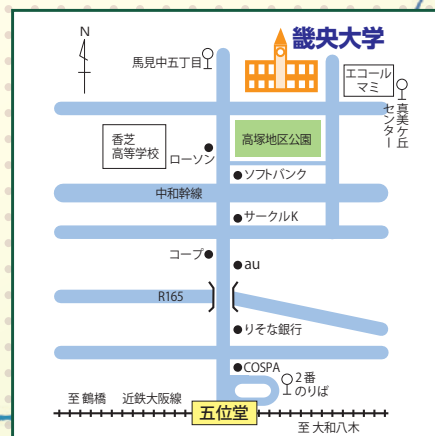 N
畿央大学
馬見中五丁目
エコール
マミ
真美ケ丘
センター
香芝
高等学校
高塚地区公園
ローソン
ソフトバンク
中和幹線
サークルK
コープ
au
R165
りそな銀行
COSPA
2番
のりば
至鶴橋 近鉄大阪線
五位堂
至大和八木